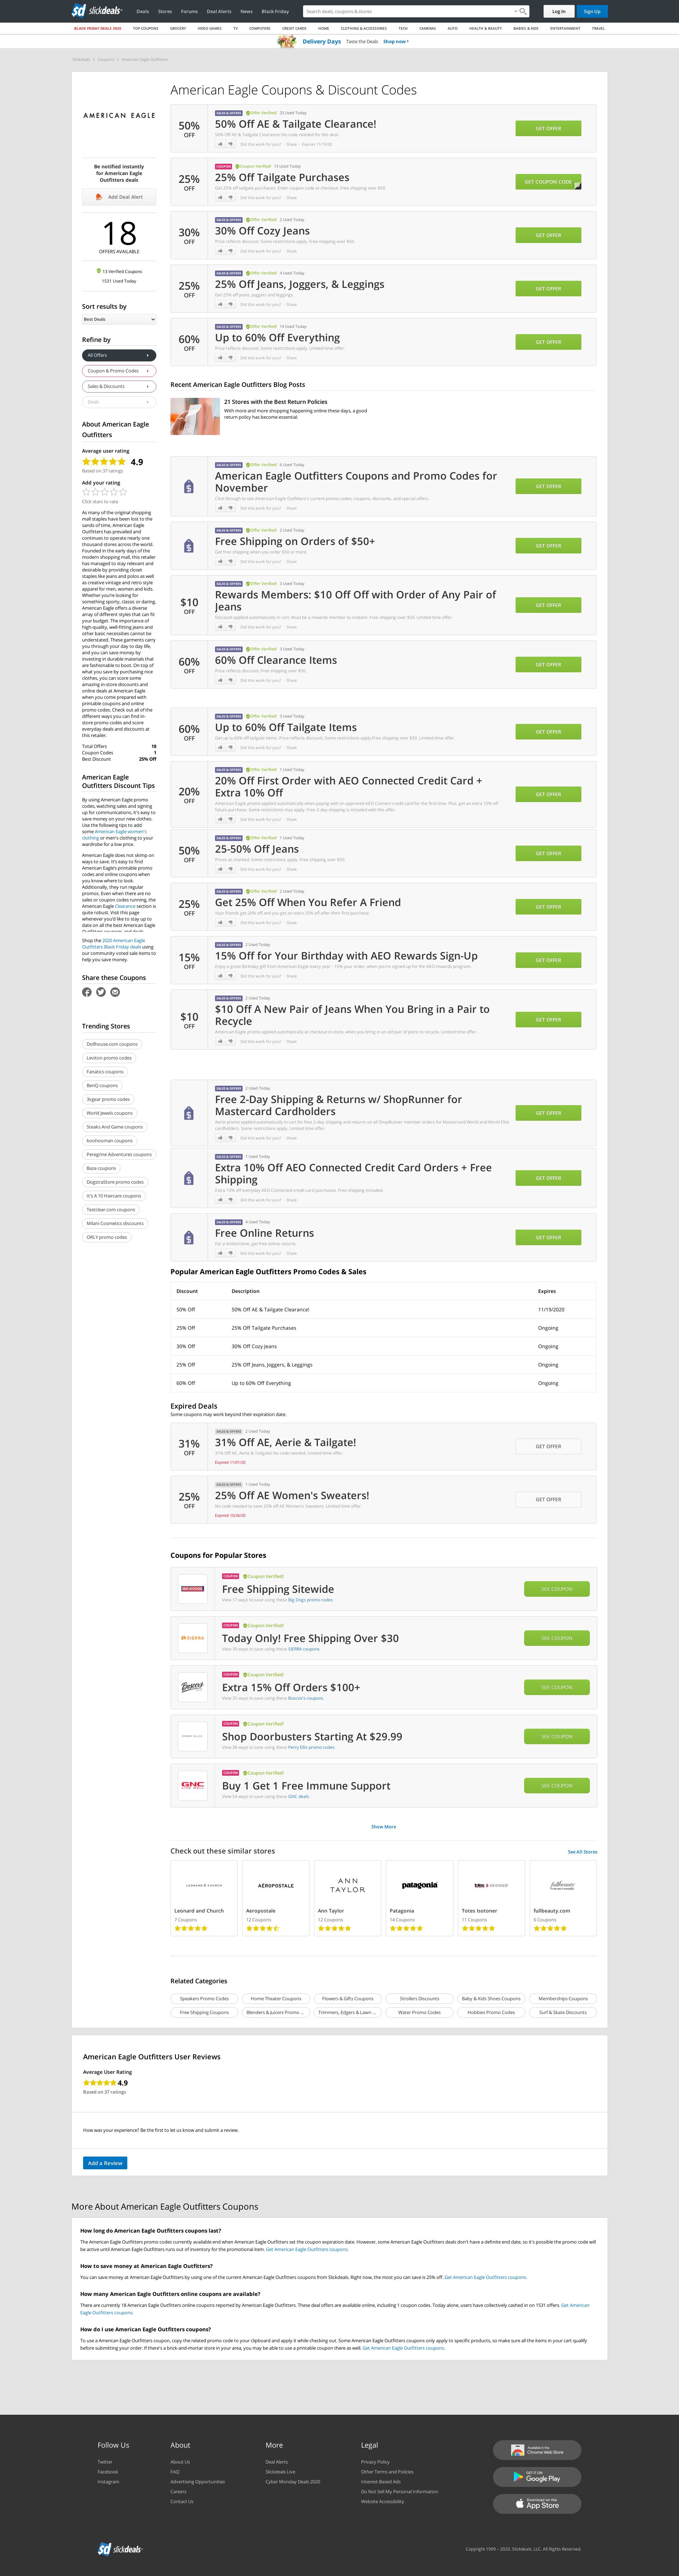 slickdeals
Deals Stores Forums Deal Alerts News Black Friday
Search deals, coupons & stores
Log In Sign Up
BLACK FRIDAY DEALS 2020 TOP COUPONS GROCERY VIDEO GAMES TV COMPUTERS CREDIT CARDS HOME CLOTHING & ACCESSORIES TECH CAMERAS AUTO HEALTH & BEAUTY BABIES & KIDS ENTERTAINMENT TRAVEL
Delivery Days Taste the Deals Shop now ›
Slickdeals > Coupons > American Eagle Outfitters
AMERICAN EAGLE
Be notified instantly
for American Eagle
Outfitters deals
Add Deal Alert
18
OFFERS AVAILABLE
13 Verified Coupons
1531 Used Today
Sort results by
Best Deals
Refine by
All Offers
Coupon & Promo Codes
Sales & Discounts
Deals
About American Eagle
Outfitters
Average user rating
4.9
Based on 37 ratings
Add your rating
Click stars to rate
As many of the original shopping
mall staples have been lost to the
sands of time, American Eagle
Outfitters has prevailed and
continues to operate nearly one
thousand stores across the world.
Founded in the early days of the
modern shopping mall, this retailer
has managed to stay relevant and
desirable by providing closet
staples like jeans and polos as well
as creative vintage and retro style
apparel for men, women and kids.
Whether you're looking for
something sporty, classic or daring,
American Eagle offers a diverse
array of different styles that can fit
your budget. The importance of
high-quality, well-fitting jeans and
other basic necessities cannot be
understated. These garments carry
you through your day to day life,
and you can save money by
investing in durable materials that
are fashionable to boot. On top of
what you save by purchasing nice
clothes, you can score some
amazing in-store discounts and
online deals at American Eagle
when you come prepared with
printable coupons and online
promo codes. Check out all of the
different ways you can find in-
store promo codes and score
everyday deals and discounts at
this retailer.
Total Offers 18
Coupon Codes 1
Best Discount 25% Off
American Eagle
Outfitters Discount Tips
By using American Eagle promo
codes, watching sales and signing
up for communications, it's easy to
save money on your new clothes.
Use the following tips to add
some American Eagle women's
clothing or men's clothing to your
wardrobe for a low price.
American Eagle does not skimp on
ways to save. It's easy to find
American Eagle's printable promo
codes and online coupons when
you know where to look.
Additionally, they run regular
promos. Even when there are no
sales or coupon codes running, the
American Eagle Clearance section is
quite robust. Visit this page
whenever you'd like to stay up to
date on all the best American Eagle
Outfitters coupons and deals.
Shop the 2020 American Eagle
Outfitters Black Friday deals using
our community voted sale items to
help you save money.
Share these Coupons
Trending Stores
Dollhouse.com coupons
Leviton promo codes
Fanatics coupons
BenQ coupons
3vgear promo codes
World Jewels coupons
Steaks And Game coupons
boohooman coupons
Peregrine Adventures coupons
Baze coupons
DogstraStore promo codes
It's A 10 Haircare coupons
Testclear.com coupons
Milani Cosmetics discounts
ORLY promo codes
American Eagle Coupons & Discount Codes
50% OFF
SALES & OFFERS Offer Verified! 20 Used Today
50% Off AE & Tailgate Clearance!
50% Off AE & Tailgate Clearance! No code needed for this deal.
Did this work for you? · Share · Expires 11/19/20
GET OFFER
25% OFF
COUPON Coupon Verified! 13 Used Today
25% Off Tailgate Purchases
Get 25% off tailgate purchases. Enter coupon code at checkout. Free shipping over $50.
Did this work for you? · Share
GET COUPON CODE
30% OFF
SALES & OFFERS Offer Verified! 2 Used Today
30% Off Cozy Jeans
Price reflects discount. Some restrictions apply. Free shipping over $50.
Did this work for you? · Share
GET OFFER
25% OFF
SALES & OFFERS Offer Verified! 4 Used Today
25% Off Jeans, Joggers, & Leggings
Get 25% off jeans, joggers and leggings
Did this work for you? · Share
GET OFFER
60% OFF
SALES & OFFERS Offer Verified! 14 Used Today
Up to 60% Off Everything
Price reflects discount. Some restrictions apply. Limited time offer.
Did this work for you? · Share
GET OFFER
Recent American Eagle Outfitters Blog Posts
21 Stores with the Best Return Policies
With more and more shopping happening online these days, a good
return policy has become essential.
SALES & OFFERS Offer Verified! 6 Used Today
American Eagle Outfitters Coupons and Promo Codes for
November
Click through to see American Eagle Outfitters's current promo codes, coupons, discounts, and special offers.
Did this work for you? · Share
GET OFFER
SALES & OFFERS Offer Verified! 2 Used Today
Free Shipping on Orders of $50+
Get free shipping when you order $50 or more.
Did this work for you? · Share
GET OFFER
$10 OFF
SALES & OFFERS Offer Verified! 3 Used Today
Rewards Members: $10 Off Off with Order of Any Pair of
Jeans
Discount applied automatically in cart. Must be a rewards member to redeem. Free shipping over $50. Limited time offer.
Did this work for you? · Share
GET OFFER
60% OFF
SALES & OFFERS Offer Verified! 3 Used Today
60% Off Clearance Items
Price reflects discount. Free shipping over $50.
Did this work for you? · Share
GET OFFER
60% OFF
SALES & OFFERS Offer Verified! 3 Used Today
Up to 60% Off Tailgate Items
Get up to 60% off tailgate items. Price reflects discount. Some restrictions apply Free shipping over $50. Limited time offer.
Did this work for you? · Share
GET OFFER
20% OFF
SALES & OFFERS Offer Verified! 1 Used Today
20% Off First Order with AEO Connected Credit Card +
Extra 10% Off
American Eagle promo applied automatically when paying with an approved AEO Connect credit card for the first time. Plus, get an extra 10% off
future purchases. Some restrictions may apply. Free 2-day shipping is included with this offer.
Did this work for you? · Share
GET OFFER
50% OFF
SALES & OFFERS Offer Verified! 1 Used Today
25-50% Off Jeans
Prices as marked. Some restrictions apply. Free shipping over $50.
Did this work for you? · Share
GET OFFER
25% OFF
SALES & OFFERS Offer Verified! 2 Used Today
Get 25% Off When You Refer A Friend
Your friends get 20% off and you get an extra 25% off after their first purchase.
Did this work for you? · Share
GET OFFER
15% OFF
SALES & OFFERS 2 Used Today
15% Off for Your Birthday with AEO Rewards Sign-Up
Enjoy a great birthday gift from American Eagle every year - 15% your order, when you're signed up for the AEO rewards program.
Did this work for you? · Share
GET OFFER
$10 OFF
SALES & OFFERS 2 Used Today
$10 Off A New Pair of Jeans When You Bring in a Pair to
Recycle
American Eagle promo applied automatically at checkout in-store, when you bring in an old pair of jeans to recycle. Limited time offer.
Did this work for you? · Share
GET OFFER
SALES & OFFERS 2 Used Today
Free 2-Day Shipping & Returns w/ ShopRunner for
Mastercard Cardholders
Aerie promo applied automatically in cart for free 2-day shipping and returns on all ShopRunner member orders for Mastercard World and World Elite
cardholders. Some restrictions apply. Limited time offer.
Did this work for you? · Share
GET OFFER
SALES & OFFERS 1 Used Today
Extra 10% Off AEO Connected Credit Card Orders + Free
Shipping
Extra 10% off everyday AEO Connected credit card purchases. Free shipping included.
Did this work for you? · Share
GET OFFER
SALES & OFFERS 4 Used Today
Free Online Returns
For a limited time, get free online returns.
Did this work for you? · Share
GET OFFER
Popular American Eagle Outfitters Promo Codes & Sales
Discount Description Expires
50% Off 50% Off AE & Tailgate Clearance! 11/19/2020
25% Off 25% Off Tailgate Purchases Ongoing
30% Off 30% Off Cozy Jeans Ongoing
25% Off 25% Off Jeans, Joggers, & Leggings Ongoing
60% Off Up to 60% Off Everything Ongoing
Expired Deals
Some coupons may work beyond their expiration date.
31% OFF
SALES & OFFERS 2 Used Today
31% Off AE, Aerie & Tailgate!
31% Off AE, Aerie & Tailgate! No code needed. Limited time offer.
Expired 11/01/20
GET OFFER
25% OFF
SALES & OFFERS 1 Used Today
25% Off AE Women's Sweaters!
No code needed to save 25% off AE Women's Sweaters. Limited time offer.
Expired 10/26/20
GET OFFER
Coupons for Popular Stores
COUPON Coupon Verified!
Free Shipping Sitewide
View 17 ways to save using these Big Dogs promo codes.
SEE COUPON
SIERRA
COUPON Coupon Verified!
Today Only! Free Shipping Over $30
View 29 ways to save using these SIERRA coupons.
SEE COUPON
Boscov's
COUPON Coupon Verified!
Extra 15% Off Orders $100+
View 35 ways to save using these Boscov's coupons.
SEE COUPON
PERRY ELLIS
COUPON Coupon Verified!
Shop Doorbusters Starting At $29.99
View 26 ways to save using these Perry Ellis promo codes.
SEE COUPON
GNC LIVE WELL
COUPON Coupon Verified!
Buy 1 Get 1 Free Immune Support
View 54 ways to save using these GNC deals.
SEE COUPON
Show More
Check out these similar stores See All Stores
LEONARD & CHURCH AÉROPOSTALE ANN TAYLOR patagonia totes ISOTONER fullbeauty
Leonard and Church Aeropostale Ann Taylor Patagonia Totes Isotoner fullbeauty.com
7 Coupons 12 Coupons 12 Coupons 14 Coupons 11 Coupons 6 Coupons
Related Categories
Speakers Promo Codes Home Theater Coupons Flowers & Gifts Coupons Strollers Discounts Baby & Kids Shoes Coupons Memberships Coupons
Free Shipping Coupons Blenders & Juicers Promo ... Trimmers, Edgers & Lawn ... Water Promo Codes Hobbies Promo Codes Surf & Skate Discounts
American Eagle Outfitters User Reviews
Average User Rating
4.9
Based on 37 ratings
How was your experience? Be the first to let us know and submit a review.
Add a Review
More About American Eagle Outfitters Coupons
How long do American Eagle Outfitters coupons last?
The American Eagle Outfitters promo codes currently available end when American Eagle Outfitters set the coupon expiration date. However, some American Eagle Outfitters deals don't have a definite end date, so it's possible the promo code will
be active until American Eagle Outfitters runs out of inventory for the promotional item. Get American Eagle Outfitters coupons.
How to save money at American Eagle Outfitters?
You can save money at American Eagle Outfitters by using one of the current American Eagle Outfitters coupons from Slickdeals. Right now, the most you can save is 25% off. Get American Eagle Outfitters coupons.
How many American Eagle Outfitters online coupons are available?
There are currently 18 American Eagle Outfitters online coupons reported by American Eagle Outfitters. These deal offers are available online, including 1 coupon codes. Today alone, users have collectively cashed in on 1531 offers. Get American
Eagle Outfitters coupons.
How do I use American Eagle Outfitters coupons?
To use a American Eagle Outfitters coupon, copy the related promo code to your clipboard and apply it while checking out. Some American Eagle Outfitters coupons only apply to specific products, so make sure all the items in your cart qualify
before submitting your order. If there's a brick-and-mortar store in your area, you may be able to use a printable coupon there as well. Get American Eagle Outfitters coupons.
Follow Us About More Legal
Twitter About Us Deal Alerts Privacy Policy
Facebook FAQ Slickdeals Live Other Terms and Policies
Instagram Advertising Opportunities Cyber Monday Deals 2020 Interest-Based Ads
Careers Do Not Sell My Personal Information
Contact Us Website Accessibility
Available in the Chrome Web Store
GET IT ON Google Play
Download on the App Store
slickdeals
Copyright 1999 - 2020. Slickdeals, LLC. All Rights Reserved.